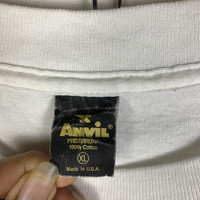 ANVIL
PRE-SHRUNK
100% Cotton
XL
Made in U.S.A.